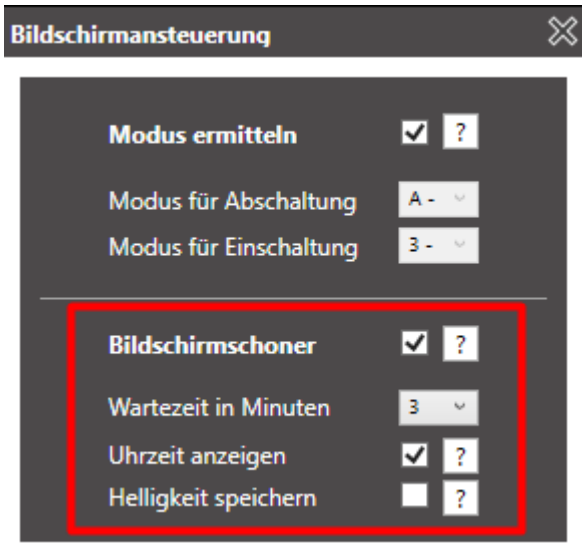 Bildschirmansteuerung
Modus ermitteln ?
Modus für Abschaltung A -
Modus für Einschaltung 3 -
Bildschirmschoner ?
Wartezeit in Minuten 3
Uhrzeit anzeigen ?
Helligkeit speichern ?